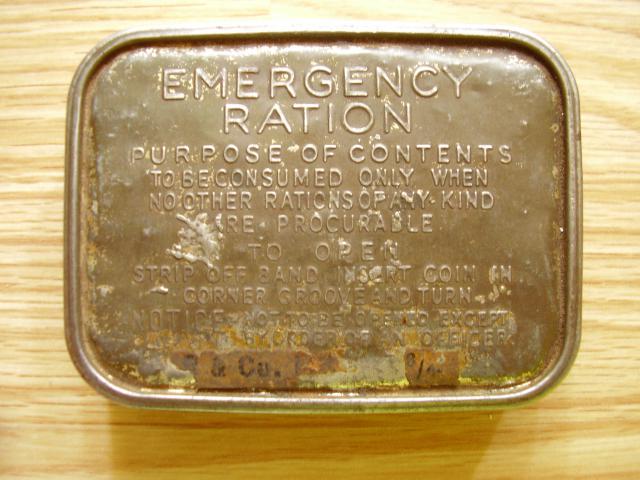 EMERGENCY
RATION
PURPOSE OF CONTENTS
TO BE CONSUMED ONLY WHEN
NO OTHER RATIONS OF ANY KIND
ARE PROCURABLE
TO OPEN
STRIP OFF BAND, INSERT COIN IN
CORNER GROOVE AND TURN
NOTICE- NOT TO BE OPENED EXCEPT
BY ORDER OF AN OFFICER
& Co.